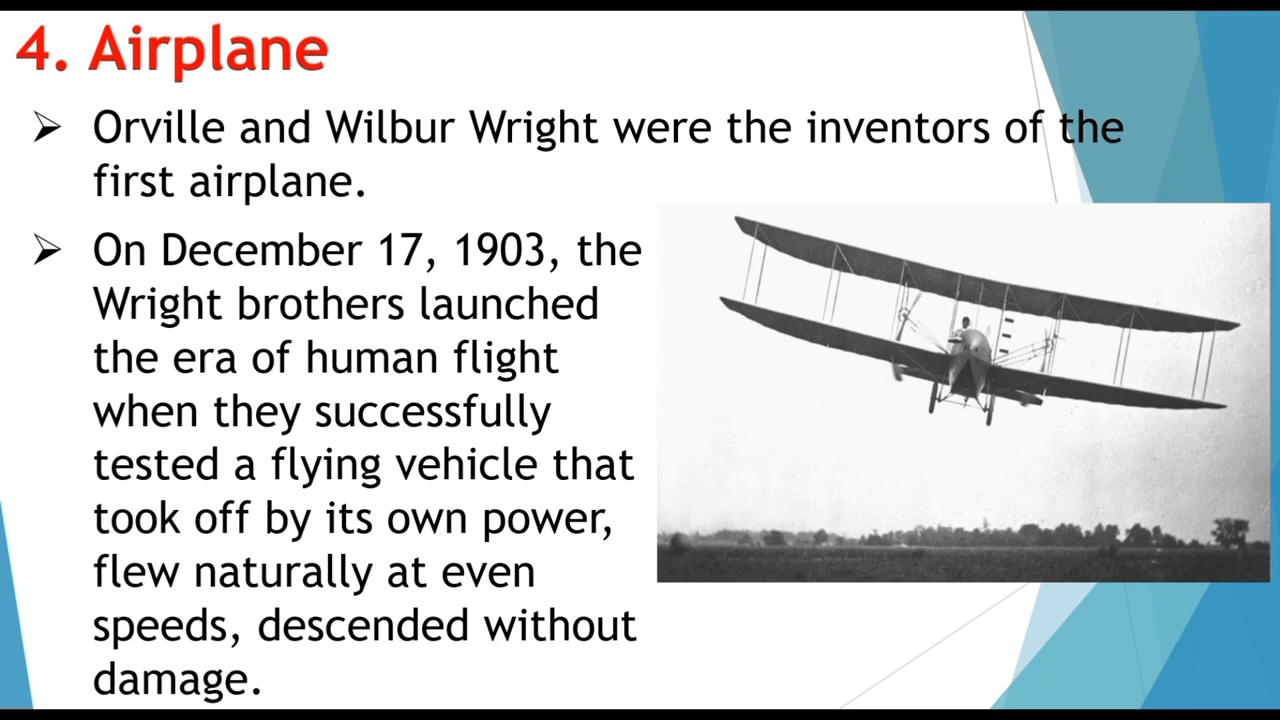 4. Airplane
➢ Orville and Wilbur Wright were the inventors of the
first airplane.
➢ On December 17, 1903, the
Wright brothers launched
the era of human flight
when they successfully
tested a flying vehicle that
took off by its own power,
flew naturally at even
speeds, descended without
damage.